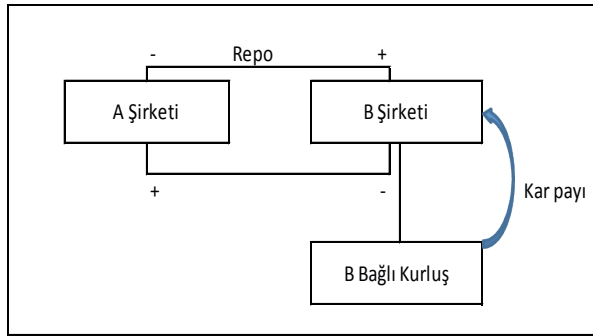 - Repo +
A Şirketi B Şirketi
+ -
Kar payı
B Bağlı Kurluş